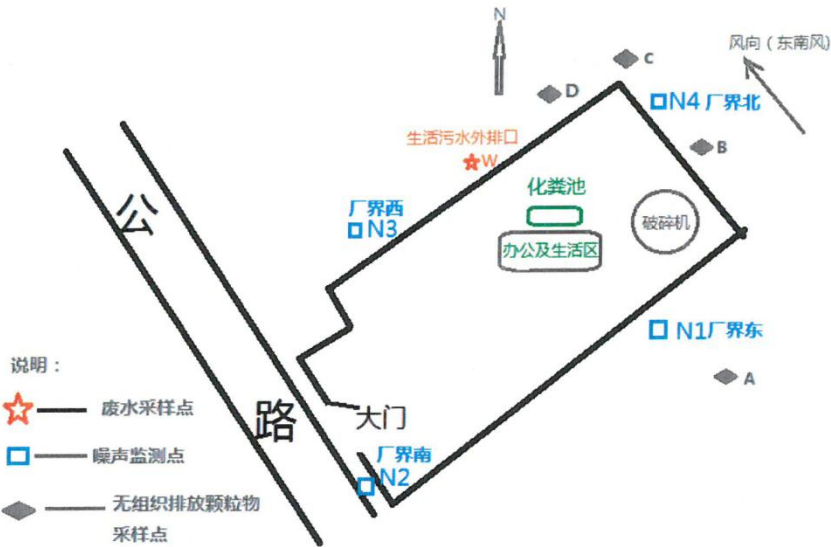 N
风向（东南风)
C
D
N4 厂界北
生活污水外排口
W
B
化粪池
公
厂界西
N3
破碎机
办公及生活区
N1厂界东
说明：
A
废水采样点
路
大门
噪声监测点
厂界南
N2
无组织排放颗粒物
采样点